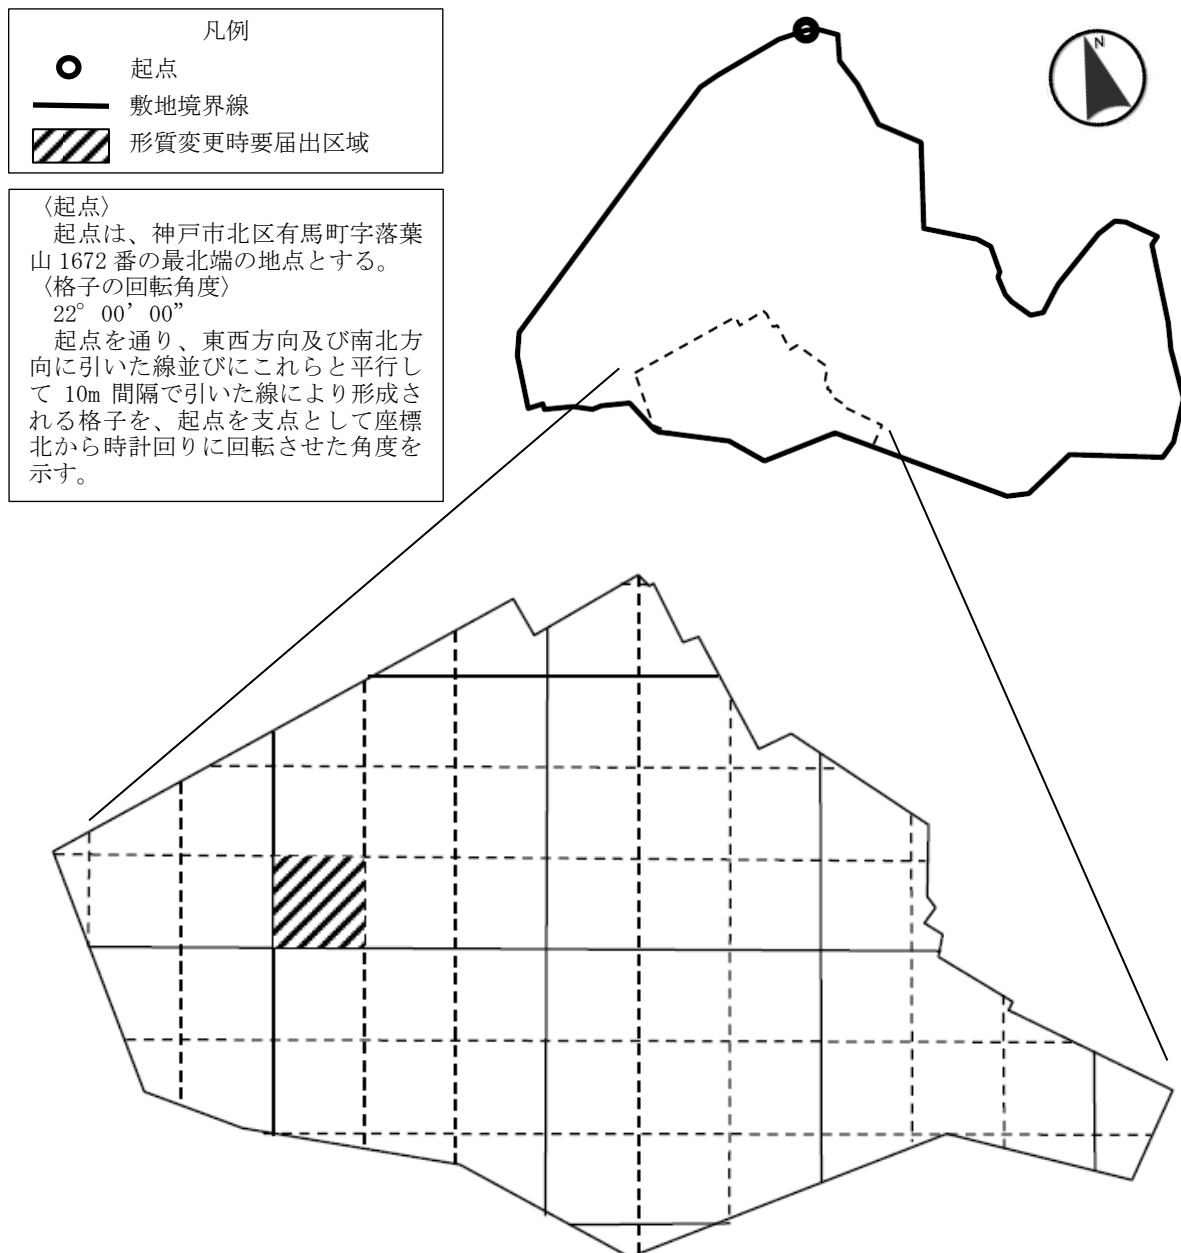 凡例
起点
敷地境界線
形質変更時要届出区域
〈起点〉
起点は、神戸市北区有馬町字落葉
山 1672 番の最北端の地点とする。
〈格子の回転角度〉
22° 00’ 00”
起点を通り、東西方向及び南北方
向に引いた線並びにこれらと平行し
て 10m 間隔で引いた線により形成さ
れる格子を、起点を支点として座標
北から時計回りに回転させた角度を
示す。
N